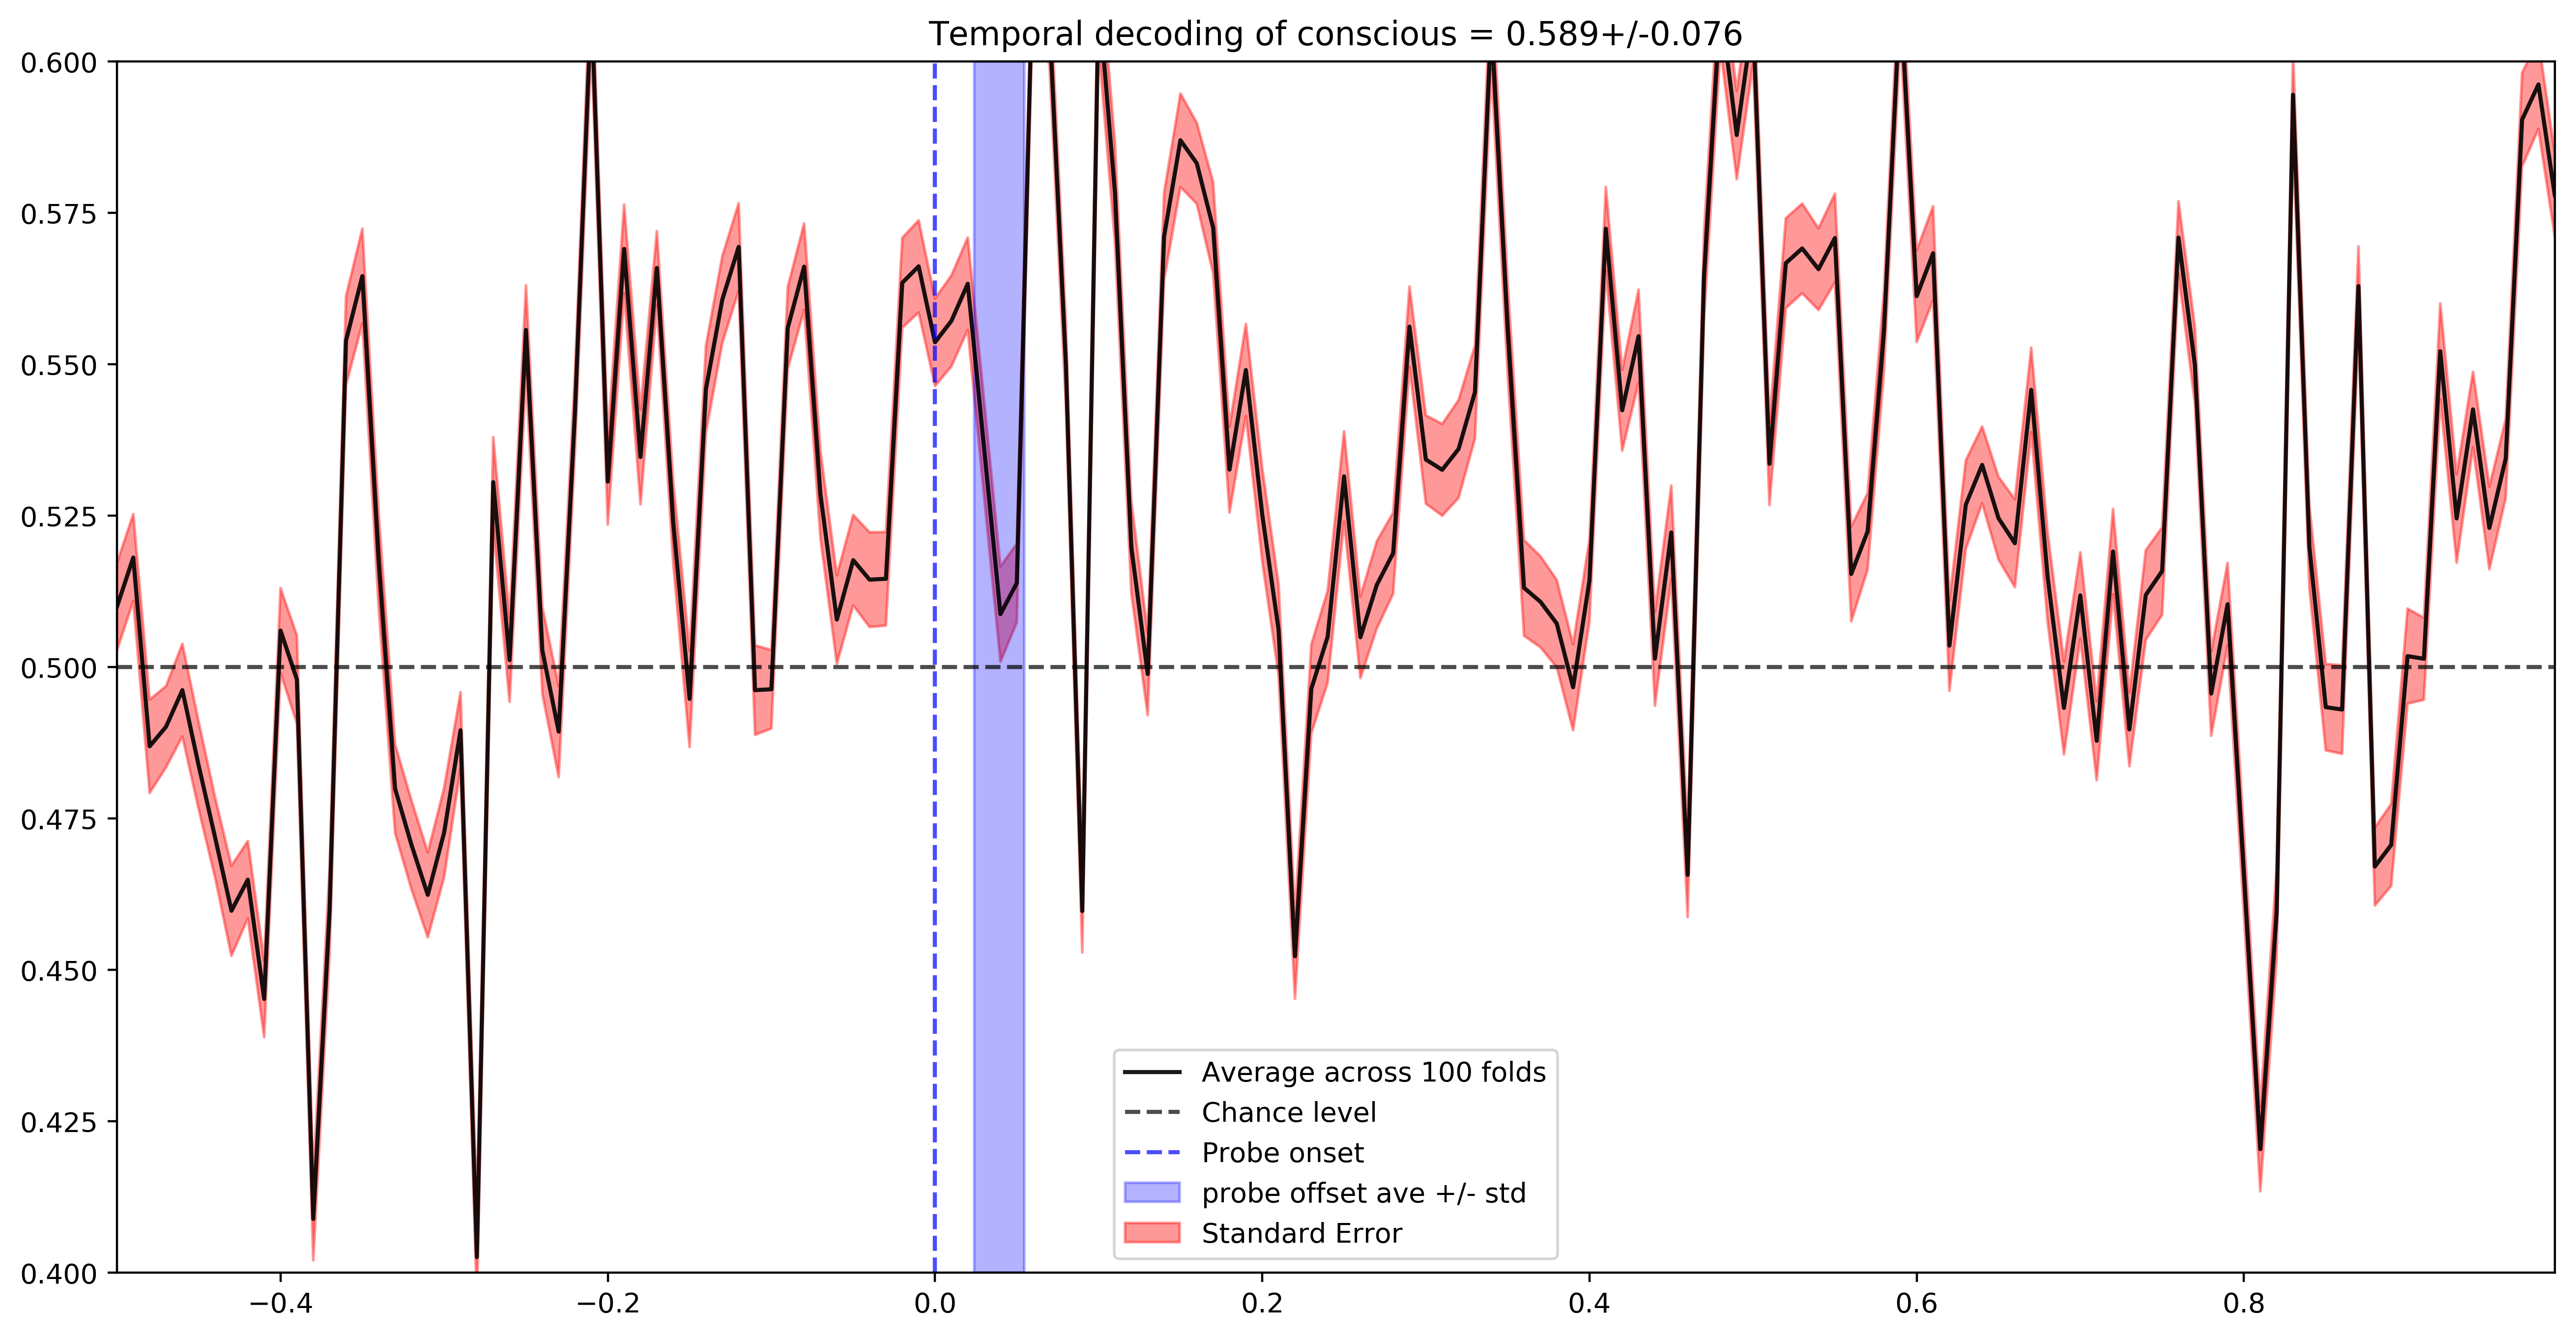 Temporal decoding of conscious = 0.589+/-0.076
0.600
0.575
0.550
0.525
0.500
0.475
0.450
0.425
0.400
Average across 100 folds
Chance level
Probe onset
probe offset ave +/- std
Standard Error
−0.4 −0.2 0.0 0.2 0.4 0.6 0.8